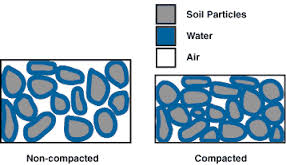 Soil Particles
Water
Air
Non-compacted
Compacted